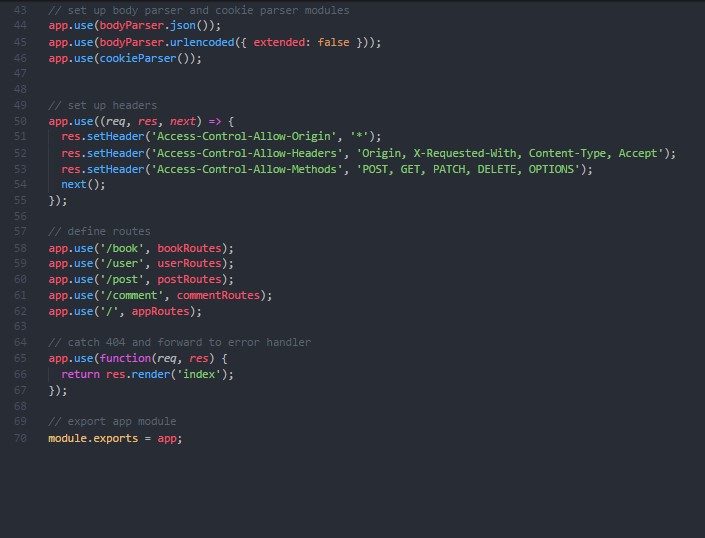 43 // set up body parser and cookie parser modules
44 app.use(bodyParser.json());
45 app.use(bodyParser.urlencoded({ extended: false }));
46 app.use(cookieParser());
47
48
49 // set up headers
50 app.use((req, res, next) => {
51 res.setHeader('Access-Control-Allow-Origin', '*');
52 res.setHeader('Access-Control-Allow-Headers', 'Origin, X-Requested-With, Content-Type, Accept');
53 res.setHeader('Access-Control-Allow-Methods', 'POST, GET, PATCH, DELETE, OPTIONS');
54 next();
55 });
56
57 // define routes
58 app.use('/book', bookRoutes);
59 app.use('/user', userRoutes);
60 app.use('/post', postRoutes);
61 app.use('/comment', commentRoutes);
62 app.use('/', appRoutes);
63
64 // catch 404 and forward to error handler
65 app.use(function(req, res) {
66 return res.render('index');
67 });
68
69 // export app module
70 module.exports = app;